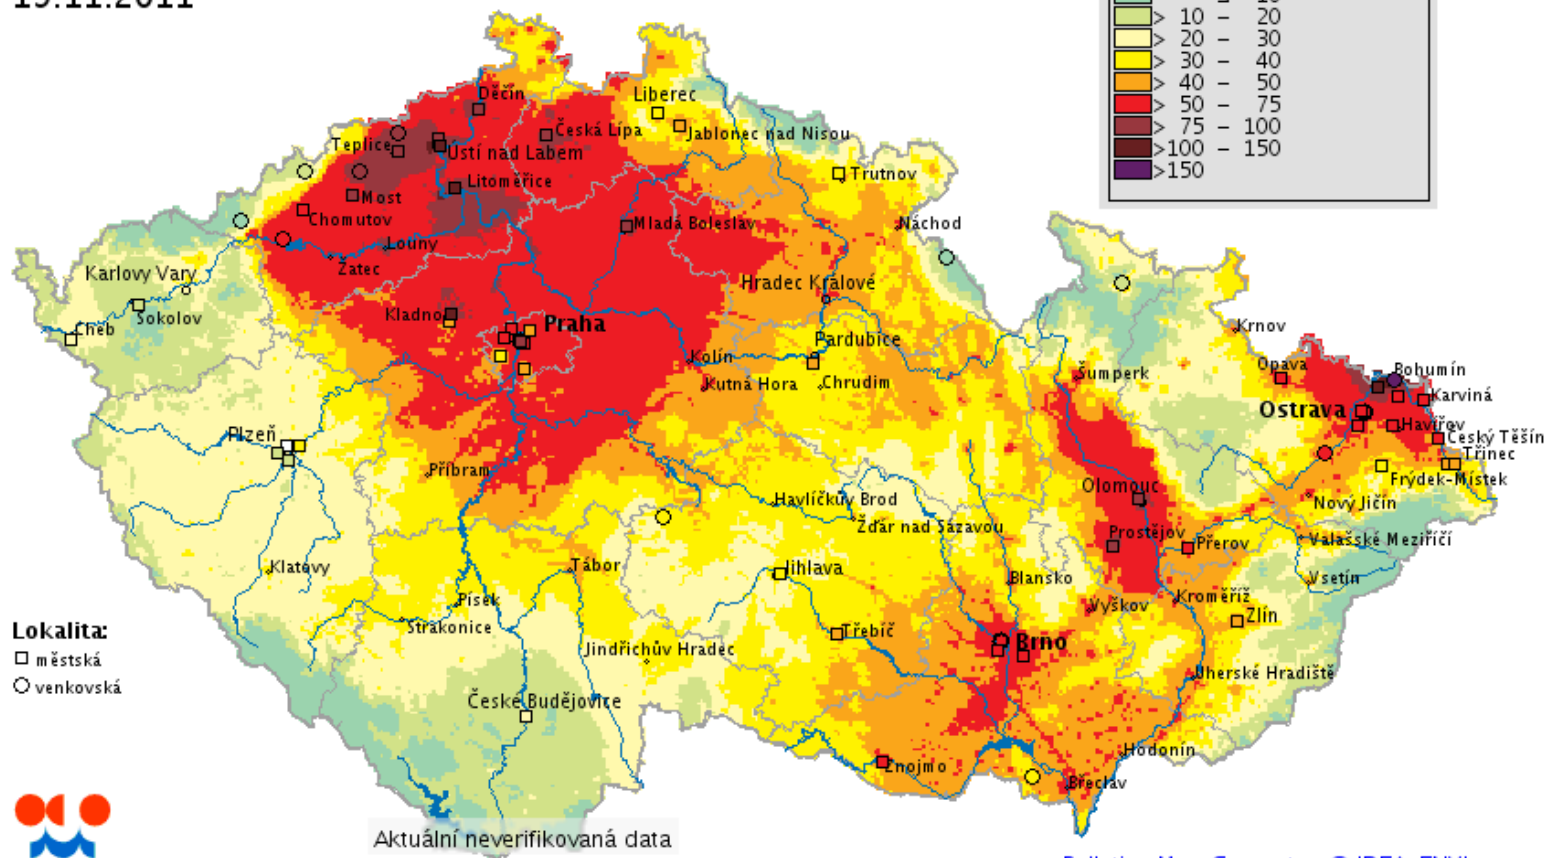 19.11.2011
> 10 - 20
> 20 - 30
> 30 - 40
> 40 - 50
> 50 - 75
> 75 - 100
>100 - 150
>150
Děčín
Liberec
Česká Lípa
Jablonec nad Nisou
Teplice
Ústí nad Labem
Litoměřice
Trutnov
Most
Chomutov
Mladá Boleslav
Náchod
Louny
Žatec
Karlovy Vary
Hradec Králové
Sokolov
Kladno
Praha
Cheb
Krnov
Pardubice
Kolín
Opava
Bohumín
Šumperk
Kutná Hora
Chrudim
Karviná
Ostrava
Havířov
Plzeň
Český Těšín
Třinec
Příbram
Frýdek-Místek
Olomouc
Havlíčkův Brod
Nový Jičín
Žďár nad Sázavou
Prostějov
Přerov
Valašské Meziříčí
Klatovy
Tábor
Jihlava
Blansko
Vsetín
Písek
Vyškov
Kroměříž
Zlín
Strakonice
Třebíč
Lokalita:
městská
venkovská
Jindřichův Hradec
Brno
Uherské Hradiště
České Budějovice
Hodonín
Znojmo
Břeclav
Aktuální neverifikovaná data